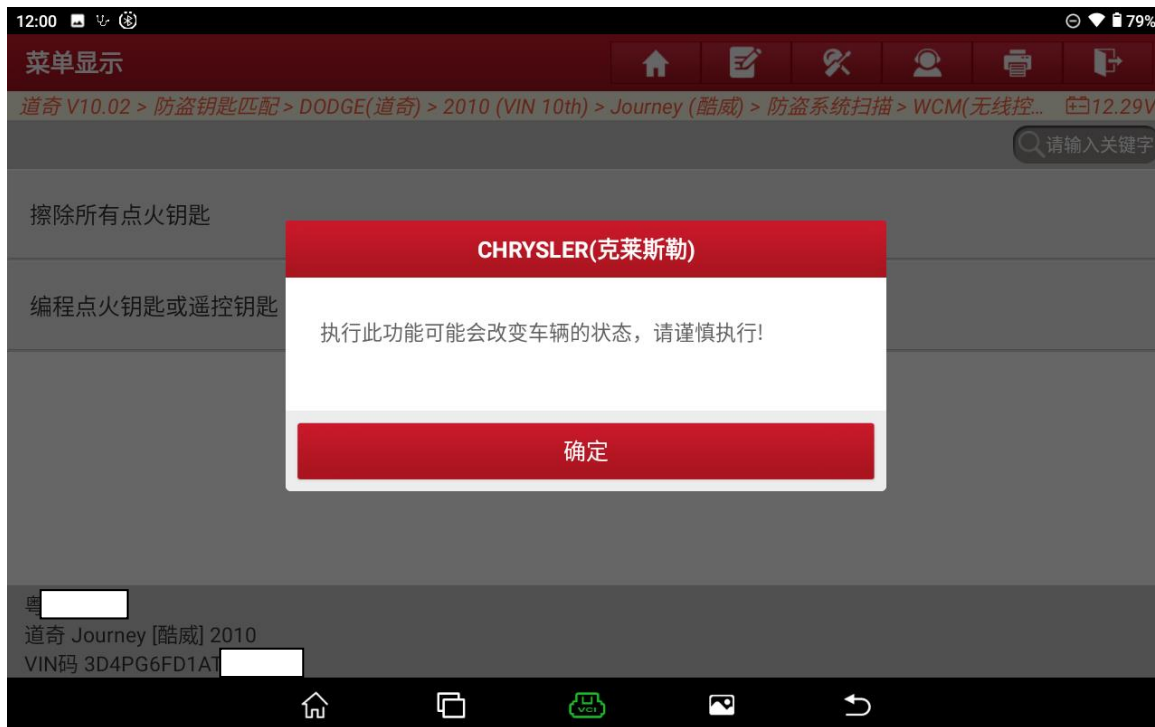 12:00
79%
菜单显示
道奇 V10.02 > 防盗钥匙匹配 > DODGE(道奇) > 2010 (VIN 10th) > Journey (酷威) > 防盗系统扫描 > WCM(无线控...
12.29V
请输入关键字
擦除所有点火钥匙
CHRYSLER(克莱斯勒)
编程点火钥匙或遥控钥匙
执行此功能可能会改变车辆的状态，请谨慎执行!
确定
粤
道奇 Journey [酷威] 2010
VIN码 3D4PG6FD1AT
VCI